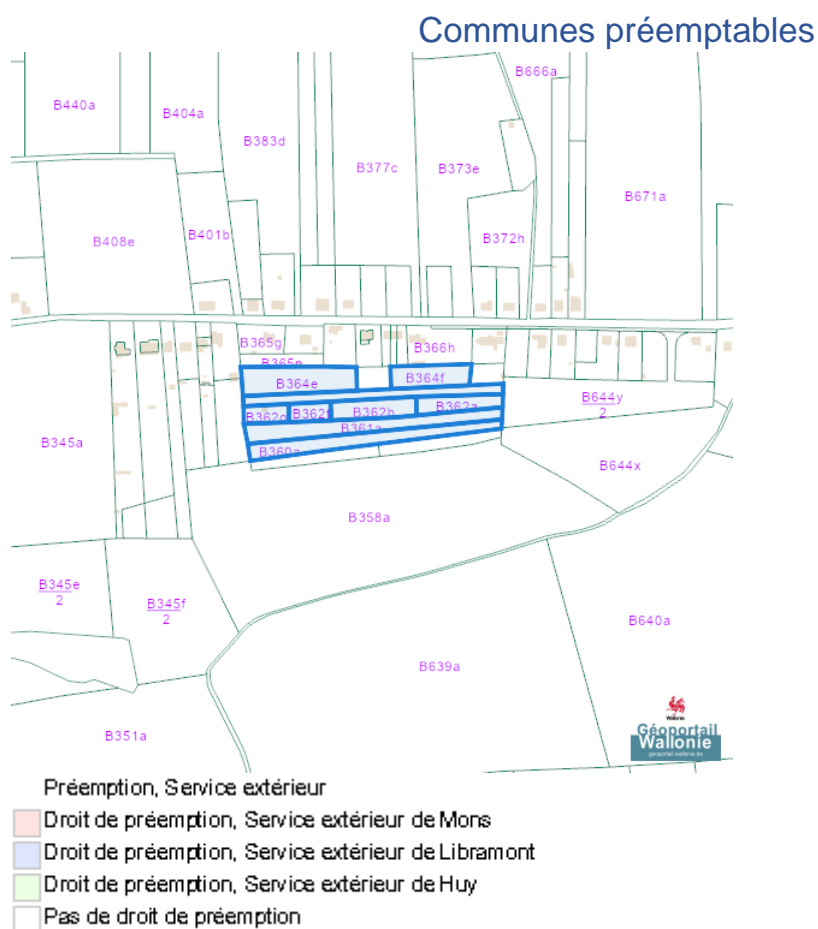 Communes préemptables
B666a
B440a
B404a
B383d
B377c
B373e
B671a
B401b
B408e
B372h
B365g
B366h
B364e
B364f
B362h
B644y
2
B361a
B345a
B644x
B358a
B345e
2
B345f
2
B640a
B639a
B351a
Wallonie
Géoportail
Wallonie
geoportail.wallonie.be
Préemption, Service extérieur
Droit de préemption, Service extérieur de Mons
Droit de préemption, Service extérieur de Libramont
Droit de préemption, Service extérieur de Huy
Pas de droit de préemption